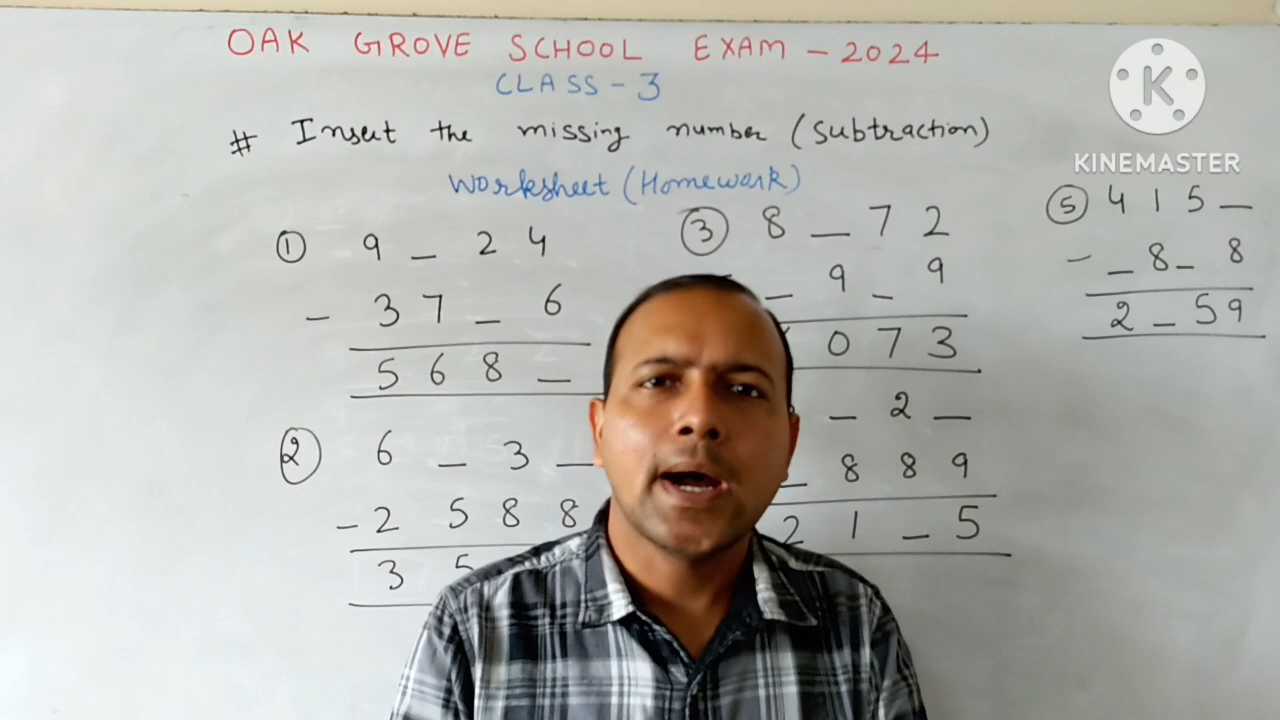 OAK GROVE SCHOOL EXAM - 2024
CLASS - 3
# Insert the missing number (Subtraction)
Worksheet (Homework)
① 9 _ 2 4
- 3 7 _ 6
5 6 8 _
② 6 _ 3 _
- 2 5 8 8
3 5
③ 8 _ 7 2
_ 9 _ 9
0 7 3
_ 2 _
_ 8 8 9
2 1 _ 5
⑤ 4 1 5 _
- _ 8 _ 8
2 _ 5 9
K
KINEMASTER